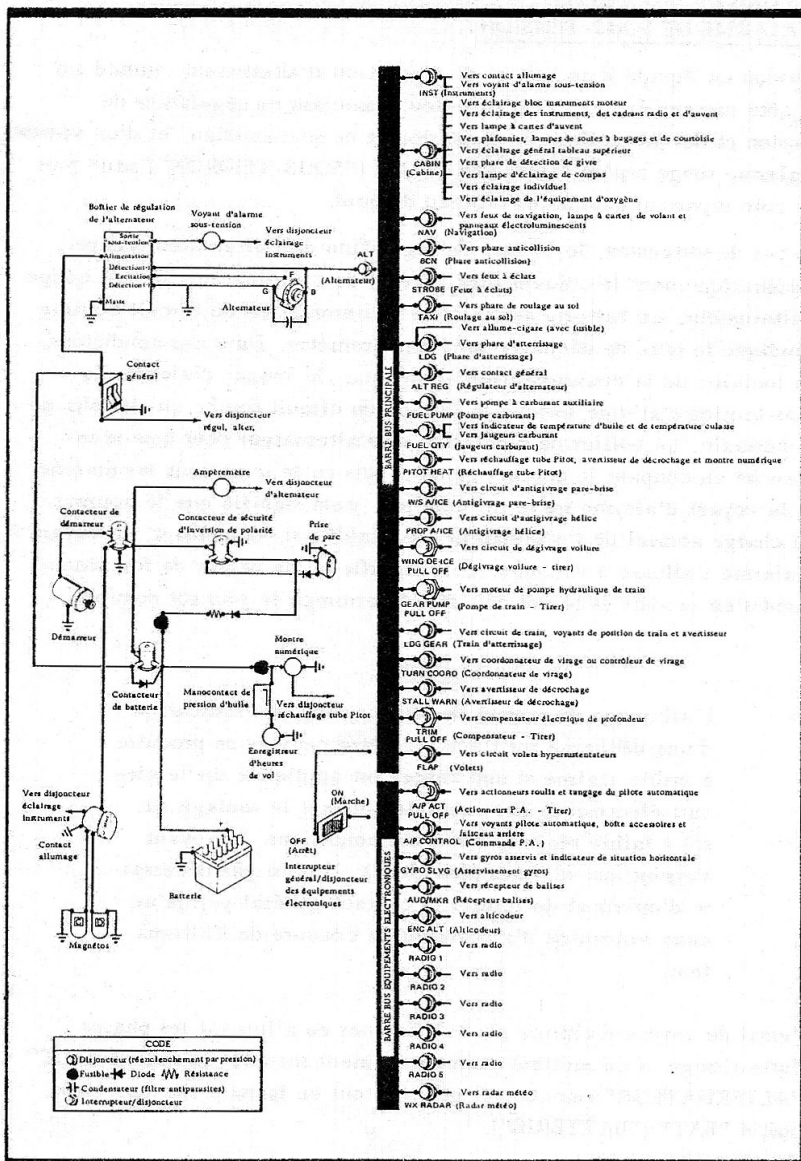 Boîtier de régulation
de l'alternateur
Sortie
sous-tension
Alimentation
Détection(+)
Excitation
Détection(-)
Masse
Voyant d'alarme
sous-tension
Vers disjoncteur
éclairage
instruments
ALT
(Alternateur)
F
G
B
Alternateur
Contact
général
Vers disjoncteur
régul. alter.
Ampèremètre
Vers disjoncteur
d'alternateur
Contacteur de
démarreur
Contacteur de sécurité
d'inversion de polarité
Prise
de parc
Démarreur
Contacteur
de batterie
Montre
numérique
Manocontact de
pression d'huile
Vers disjoncteur
réchauffage tube Pitot
Enregistreur
d'heures
de vol
Vers disjoncteur
éclairage
instruments
Contact
allumage
Magnétos
Batterie
ON
(Marche)
OFF
(Arrêt)
Interrupteur
général/disjoncteur
des équipements
électroniques
CODE
Disjoncteur (réenclenchement par pression)
Fusible Diode Résistance
Condensateur (filtre antiparasites)
Interrupteur/disjoncteur
BARRE BUS PRINCIPALE
BARRE BUS EQUIPEMENTS ELECTRONIQUES
Vers contact allumage
Vers voyant d'alarme sous-tension
INST (Instruments)
Vers éclairage bloc instruments moteur
Vers éclairage des instruments, des cadrans radio et d'auvent
Vers lampe à cartes d'auvent
Vers plafonnier, lampes de soutes à bagages et de courtoisie
CABIN
(Cabine)
Vers éclairage général tableau supérieur
Vers phare de détection de givre
Vers lampe d'éclairage de compas
Vers éclairage individuel
Vers éclairage de l'équipement d'oxygène
Vers feux de navigation, lampe à cartes de volant et
panneaux électroluminescents
NAV (Navigation)
Vers phare anticollision
BCN (Phare anticollision)
Vers feux à éclats
STROBE (Feux à éclats)
Vers phare de roulage au sol
TAXI (Roulage au sol)
Vers allume-cigare (avec fusible)
Vers phare d'atterrissage
LDG (Phare d'atterrissage)
Vers contact général
ALT REG (Régulateur d'alternateur)
Vers pompe à carburant auxiliaire
FUEL PUMP (Pompe carburant)
Vers indicateur de température d'huile et de température culasse
Vers jaugeurs carburant
FUEL QTY (Jaugeurs carburant)
Vers réchauffage tube Pitot, avertisseur de décrochage et montre numérique
PITOT HEAT (Réchauffage tube Pitot)
Vers circuit d'antigivrage pare-brise
W/S A/ICE (Antigivrage pare-brise)
Vers circuit d'antigivrage hélice
PROP A/ICE (Antigivrage hélice)
Vers circuit de dégivrage voilure
WING DE-ICE
PULL OFF (Dégivrage voilure - tirer)
Vers moteur de pompe hydraulique de train
GEAR PUMP
PULL OFF (Pompe de train - Tirer)
Vers circuit de train, voyants de position de train et avertisseur
LDG GEAR (Train d'atterrissage)
Vers coordonnateur de virage ou contrôleur de virage
TURN COORD (Coordonnateur de virage)
Vers avertisseur de décrochage
STALL WARN (Avertisseur de décrochage)
Vers compensateur électrique de profondeur
TRIM
PULL OFF (Compensateur - Tirer)
Vers circuit volets hypersustentateurs
FLAP (Volets)
Vers actionneurs roulis et tangage du pilote automatique
A/P ACT
PULL OFF (Actionneurs P.A. - Tirer)
Vers voyants pilote automatique, boîte accessoires et
faisceau arrière
A/P CONTROL (Commande P.A.)
Vers gyros asservis et indicateur de situation horizontale
GYRO SLVG (Asservissement gyros)
Vers récepteur de balises
AUD/MKR (Récepteur balises)
Vers alticodeur
ENC ALT (Alticodeur)
Vers radio
RADIO 1
Vers radio
RADIO 2
Vers radio
RADIO 3
Vers radio
RADIO 4
Vers radio
RADIO 5
Vers radar météo
WX RADAR (Radar météo)